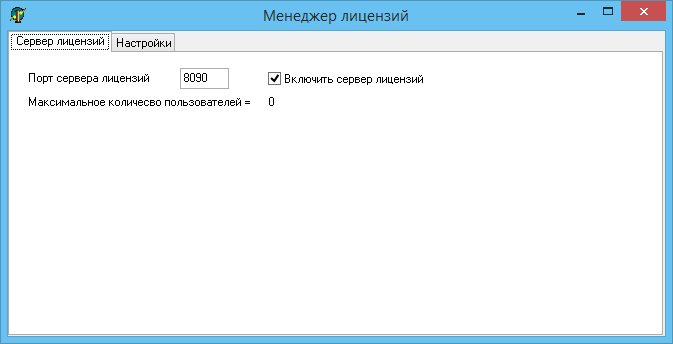 Менеджер лицензий
Сервер лицензий Настройки
Порт сервера лицензий 8090 Включить сервер лицензий
Максимальное количесво пользователей = 0